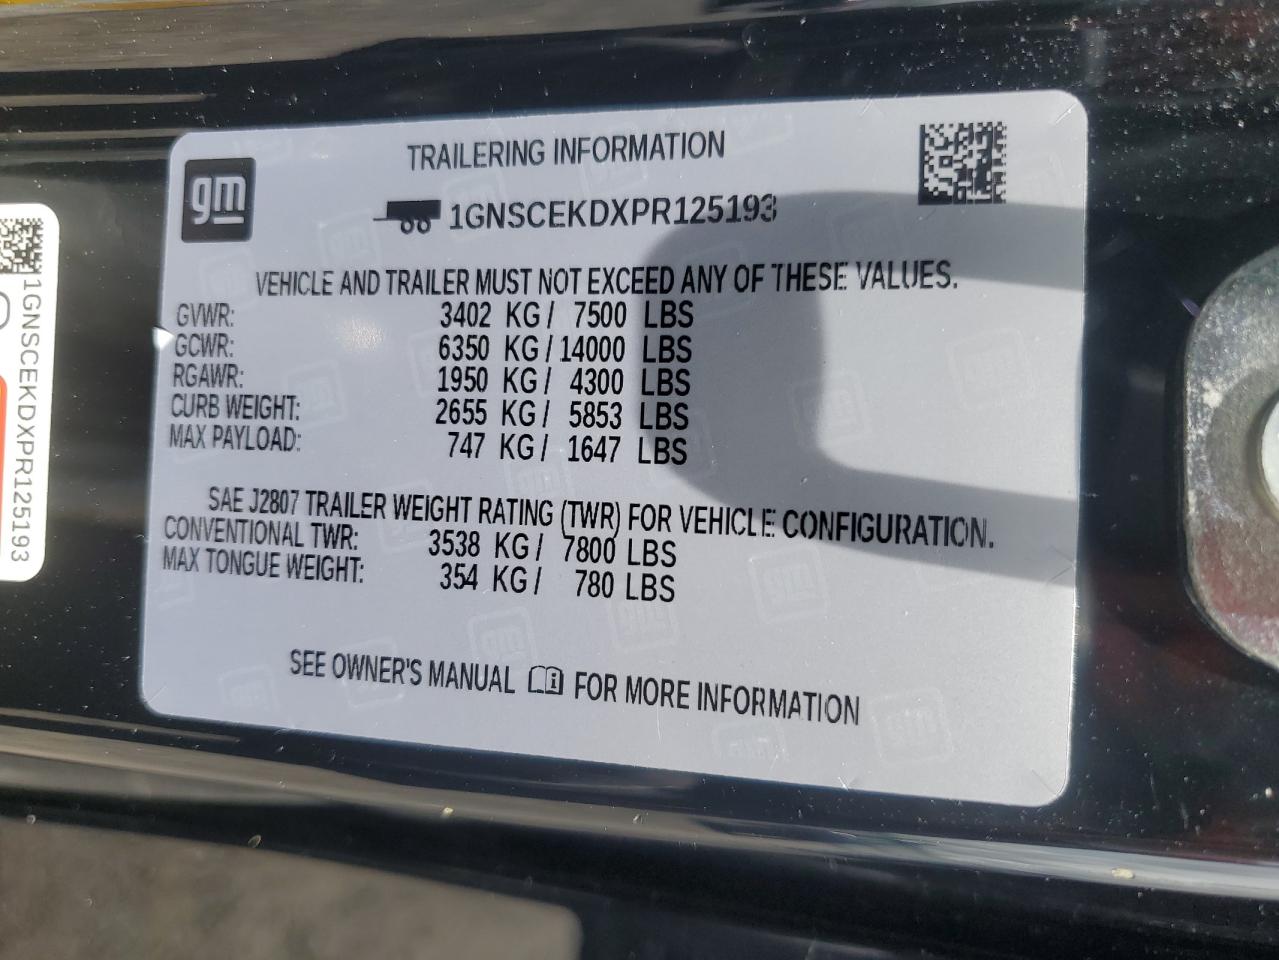 gm
TRAILERING INFORMATION
1GNSCEKDXPR125193
VEHICLE AND TRAILER MUST NOT EXCEED ANY OF THESE VALUES.
GVWR: 3402 KG / 7500 LBS
GCWR: 6350 KG / 14000 LBS
RGAWR: 1950 KG / 4300 LBS
CURB WEIGHT: 2655 KG / 5853 LBS
MAX PAYLOAD: 747 KG / 1647 LBS
SAE J2807 TRAILER WEIGHT RATING (TWR) FOR VEHICLE CONFIGURATION.
CONVENTIONAL TWR: 3538 KG / 7800 LBS
MAX TONGUE WEIGHT: 354 KG / 780 LBS
SEE OWNER'S MANUAL FOR MORE INFORMATION
1GNSCEKDXPR125193